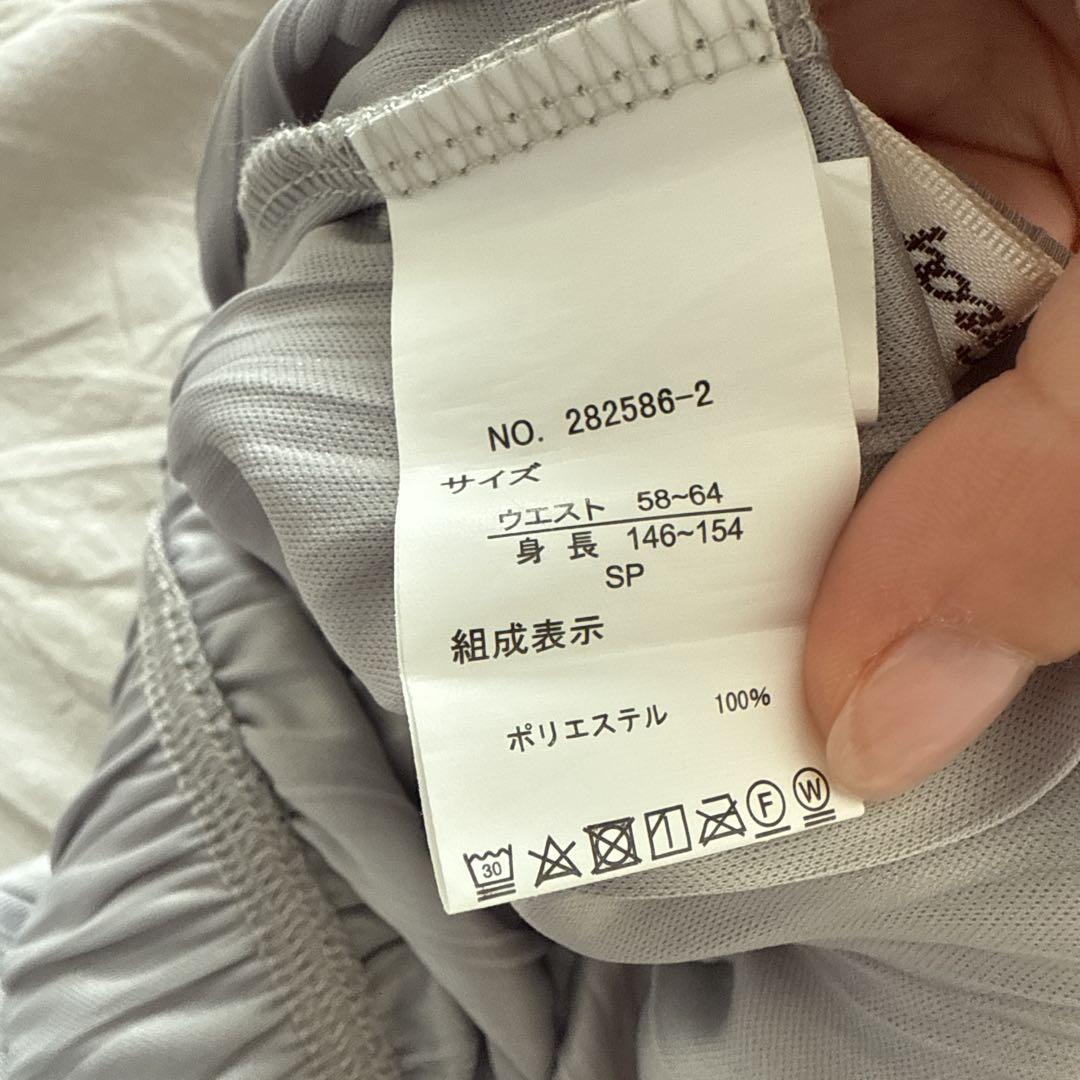 NO. 282586-2
サイズ
ウエスト 58~64
身 長 146~154
SP
組成表示
ポリエステル 100%
30 F W